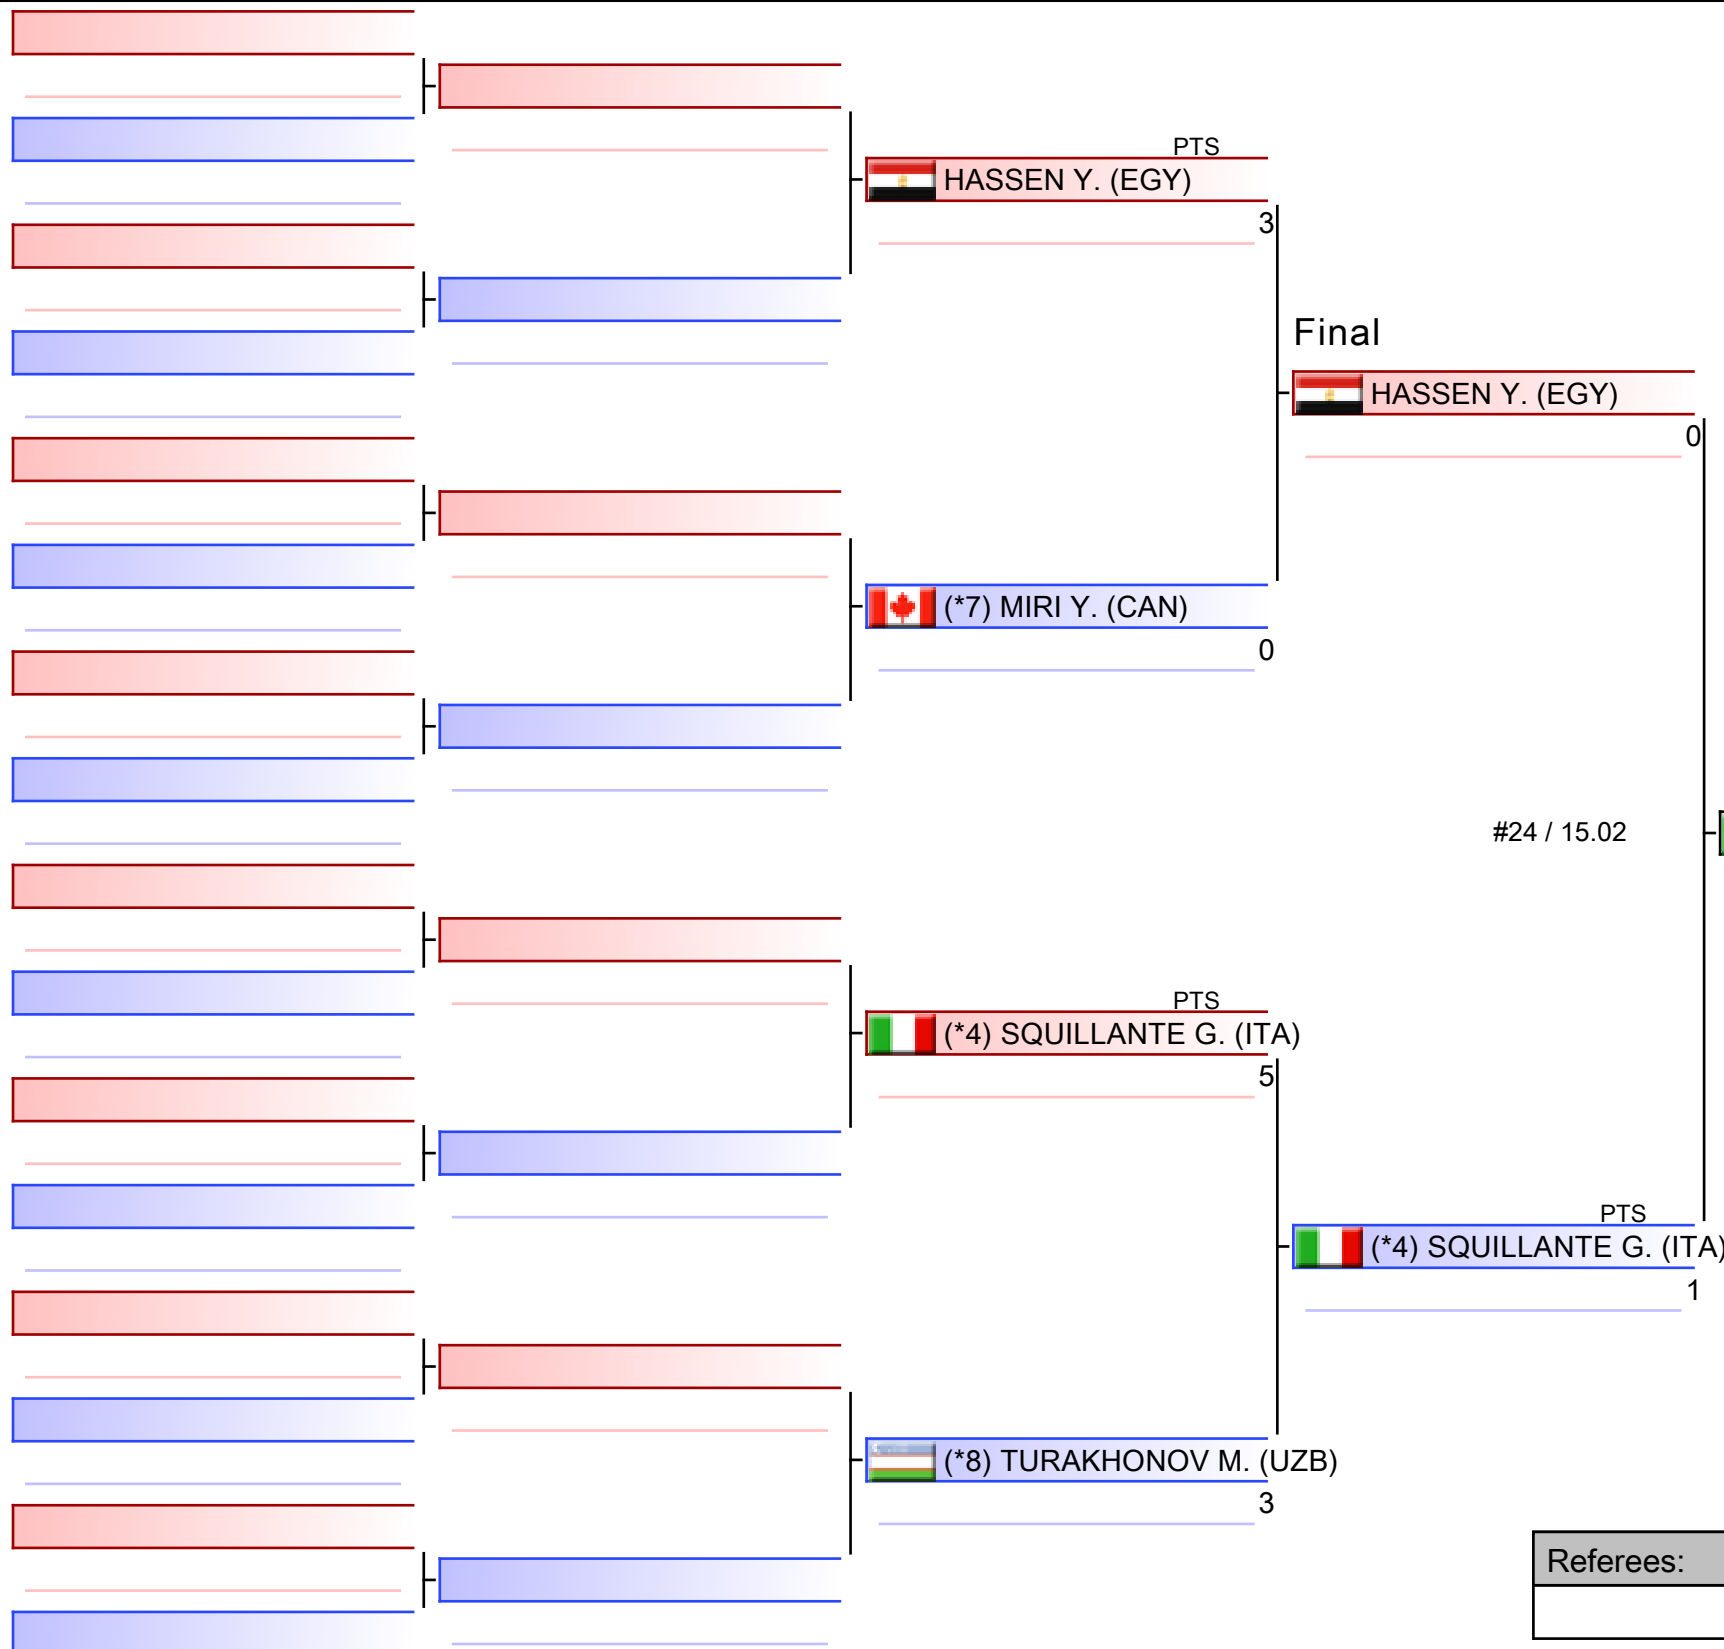 PTS
HASSEN Y. (EGY)
3
Final
HASSEN Y. (EGY)
0
(*7) MIRI Y. (CAN)
0
#24 / 15.02
PTS
(*4) SQUILLANTE G. (ITA)
5
PTS
(*4) SQUILLANTE G. (ITA)
1
(*8) TURAKHONOV M. (UZB)
3
Referees: